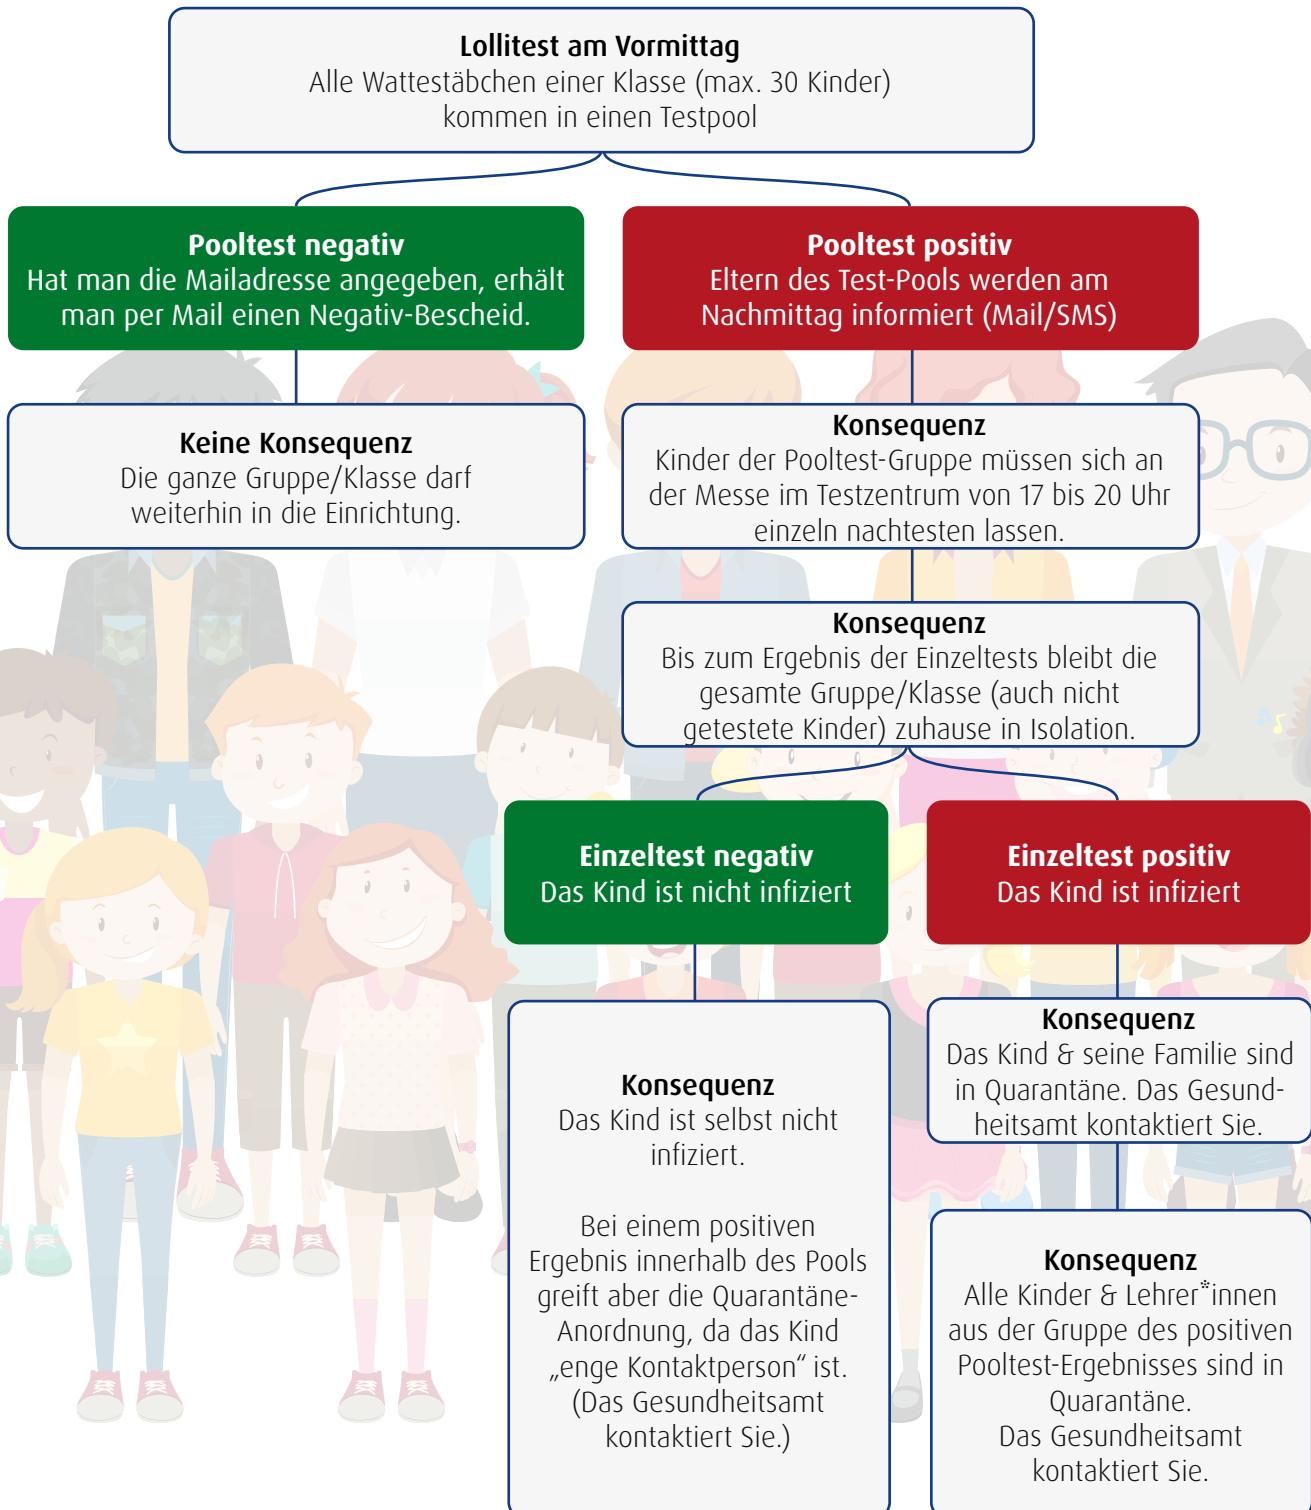 Lollitest am Vormittag
Alle Wattestäbchen einer Klasse (max. 30 Kinder)
kommen in einen Testpool
Pooltest negativ
Hat man die Mailadresse angegeben, erhält
man per Mail einen Negativ-Bescheid.
Pooltest positiv
Eltern des Test-Pools werden am
Nachmittag informiert (Mail/SMS)
Keine Konsequenz
Die ganze Gruppe/Klasse darf
weiterhin in die Einrichtung.
Konsequenz
Kinder der Pooltest-Gruppe müssen sich an
der Messe im Testzentrum von 17 bis 20 Uhr
einzeln nachtesten lassen.
Konsequenz
Bis zum Ergebnis der Einzeltests bleibt die
gesamte Gruppe/Klasse (auch nicht
getestete Kinder) zuhause in Isolation.
Einzeltest negativ
Das Kind ist nicht infiziert
Einzeltest positiv
Das Kind ist infiziert
Konsequenz
Das Kind ist selbst nicht
infiziert.
Bei einem positiven
Ergebnis innerhalb des Pools
greift aber die Quarantäne-
Anordnung, da das Kind
„enge Kontaktperson“ ist.
(Das Gesundheitsamt
kontaktiert Sie.)
Konsequenz
Das Kind & seine Familie sind
in Quarantäne. Das Gesund-
heitsamt kontaktiert Sie.
Konsequenz
Alle Kinder & Lehrer*innen
aus der Gruppe des positiven
Pooltest-Ergebnisses sind in
Quarantäne.
Das Gesundheitsamt
kontaktiert Sie.